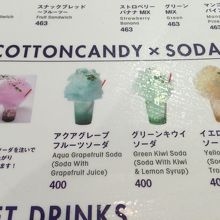 スナックブレッド
ーフルーツー
Fruit Sandwich
463
ストロベリー
バナナ MIX
Strawberry
Banana
463
グリーン
MIX
Green
463
COTTONCANDY × SODA
アクアグレープ
フルーツソーダ
Aqua Grapefruit Soda
(Soda With
Grapefruit Juice)
400
グリーンキウイ
ソーダ
Green Kiwi Soda
(Soda With Kiwi
& Lemon Syrup)
400
DRINKS